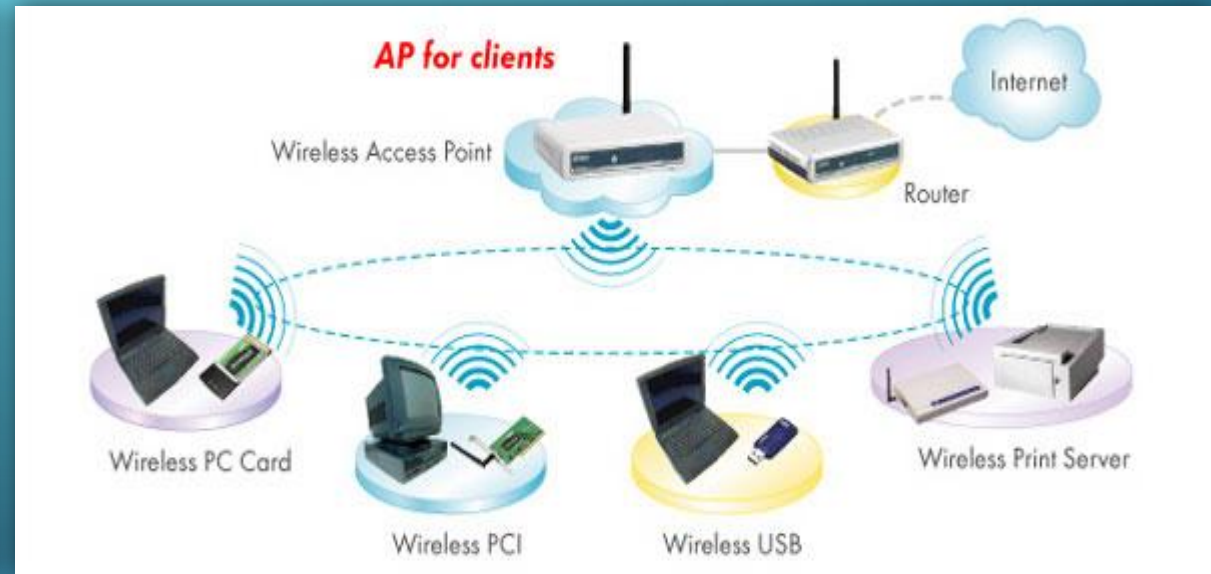 AP for clients
Internet
Wireless Access Point
Router
Wireless PC Card
Wireless Print Server
Wireless PCI
Wireless USB